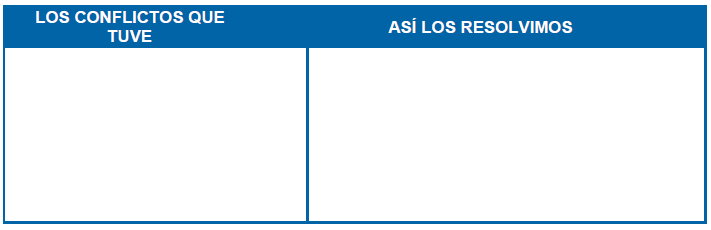 LOS CONFLICTOS QUE
TUVE
ASÍ LOS RESOLVIMOS